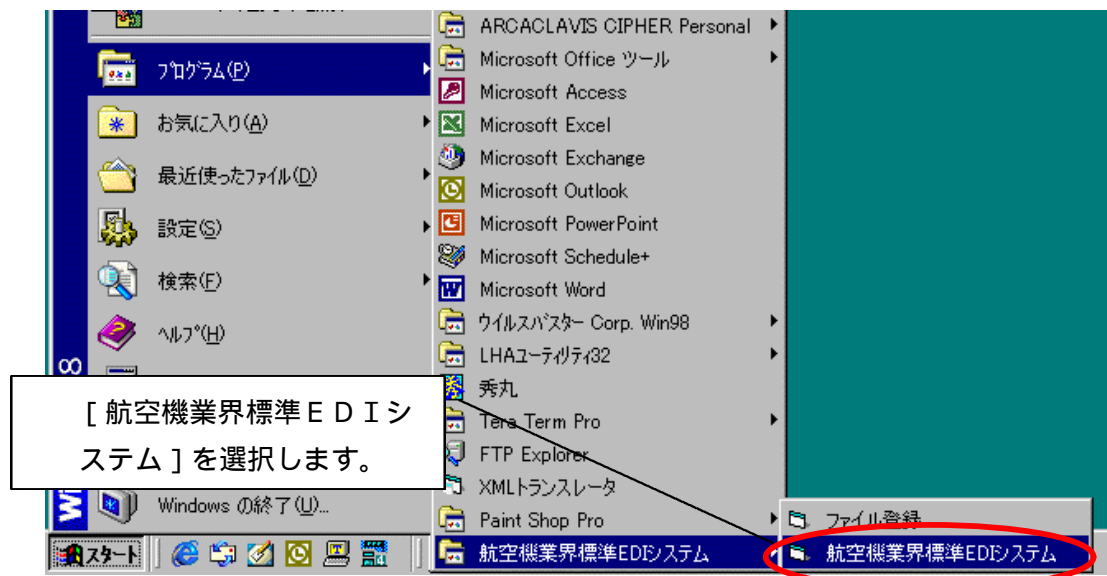 ARCACLAVIS CIPHER Personal
Microsoft Office ツール
Microsoft Access
Microsoft Excel
Microsoft Exchange
Microsoft Outlook
Microsoft PowerPoint
Microsoft Schedule+
Microsoft Word
ウイルスバスター Corp. Win98
LHAユーティリティ32
秀丸
Tera Term Pro
FTP Explorer
XMLトランスレータ
Paint Shop Pro
航空機業界標準EDIシステム
プログラム(P)
お気に入り(A)
最近使ったファイル(D)
設定(S)
検索(F)
ヘルプ(H)
Windows の終了(U)...
[航空機業界標準EDIシ
ステム]を選択します。
ファイル登録
航空機業界標準EDIシステム
スタート